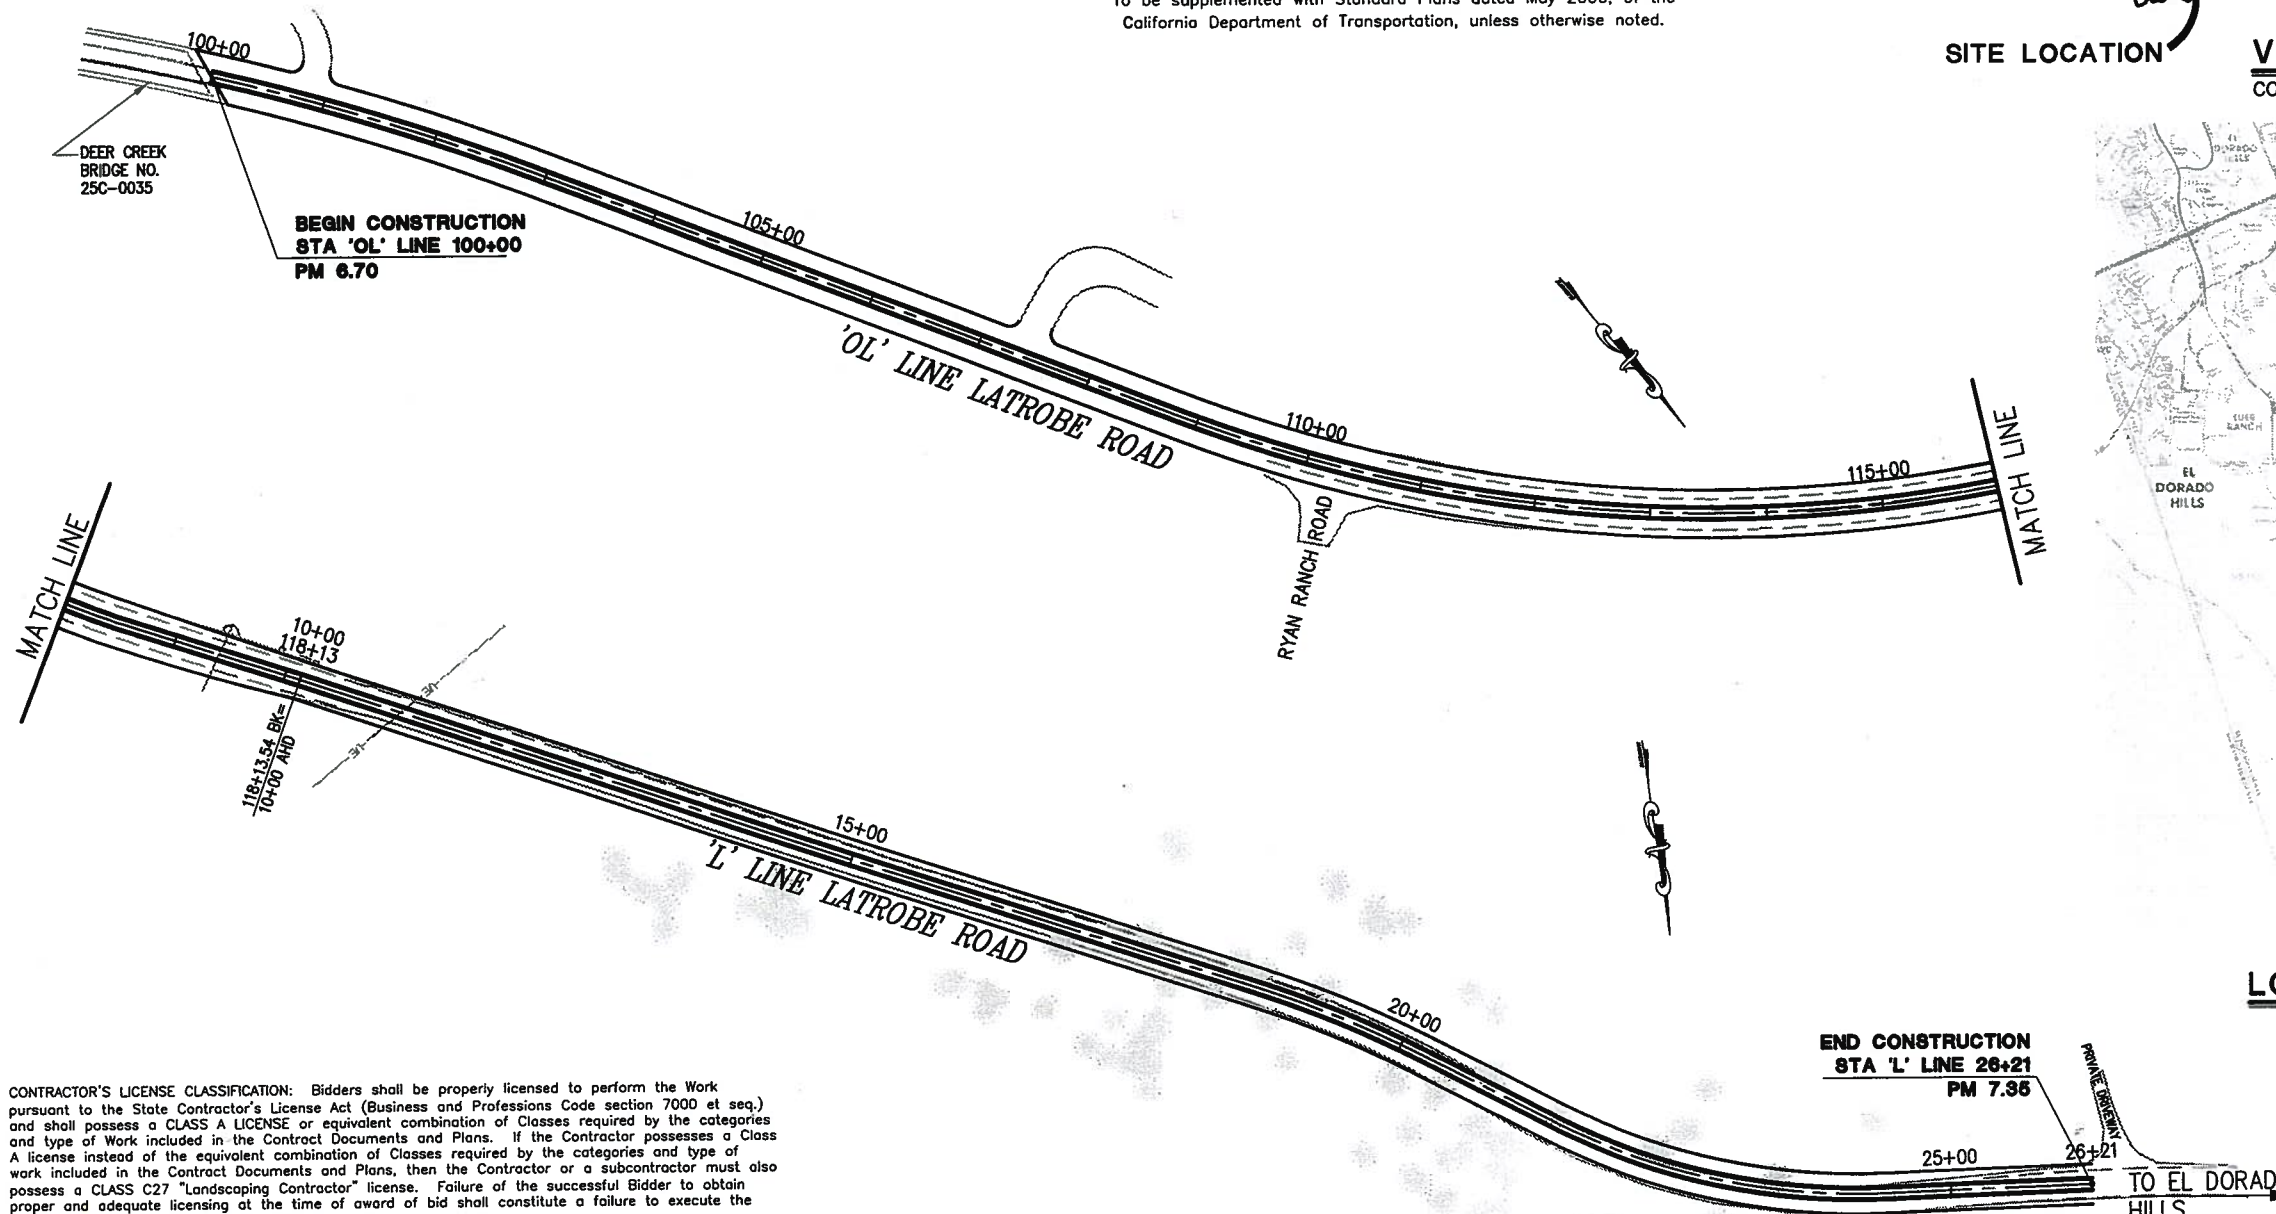 California Department of Transportation, unless otherwise noted.
SITE LOCATION
100+00
DEER CREEK
BRIDGE NO.
25C-0035
BEGIN CONSTRUCTION
STA 'OL' LINE 100+00
PM 6.70
105+00
'OL' LINE LATROBE ROAD
110+00
115+00
MATCH LINE
RYAN RANCH ROAD
EL
DORADO
HILLS
MATCH LINE
10+00
118+13
118+13.54 BK=
10+00 AHD
15+00
'L' LINE LATROBE ROAD
20+00
END CONSTRUCTION
STA 'L' LINE 26+21
PM 7.35
PRIVATE DRIVEWAY
25+00
26+21
TO EL DORAD
HILLS
CONTRACTOR'S LICENSE CLASSIFICATION: Bidders shall be properly licensed to perform the Work
pursuant to the State Contractor's License Act (Business and Professions Code section 7000 et seq.)
and shall possess a CLASS A LICENSE or equivalent combination of Classes required by the categories
and type of Work included in the Contract Documents and Plans. If the Contractor possesses a Class
A license instead of the equivalent combination of Classes required by the categories and type of
work included in the Contract Documents and Plans, then the Contractor or a subcontractor must also
possess a CLASS C27 "Landscaping Contractor" license. Failure of the successful Bidder to obtain
proper and adequate licensing at the time of award of bid shall constitute a failure to execute the